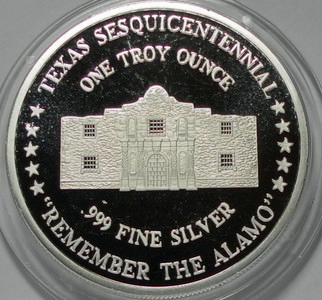 TEXAS SESQUICENTENNIAL
ONE TROY OUNCE
.999 FINE SILVER
"REMEMBER THE ALAMO"